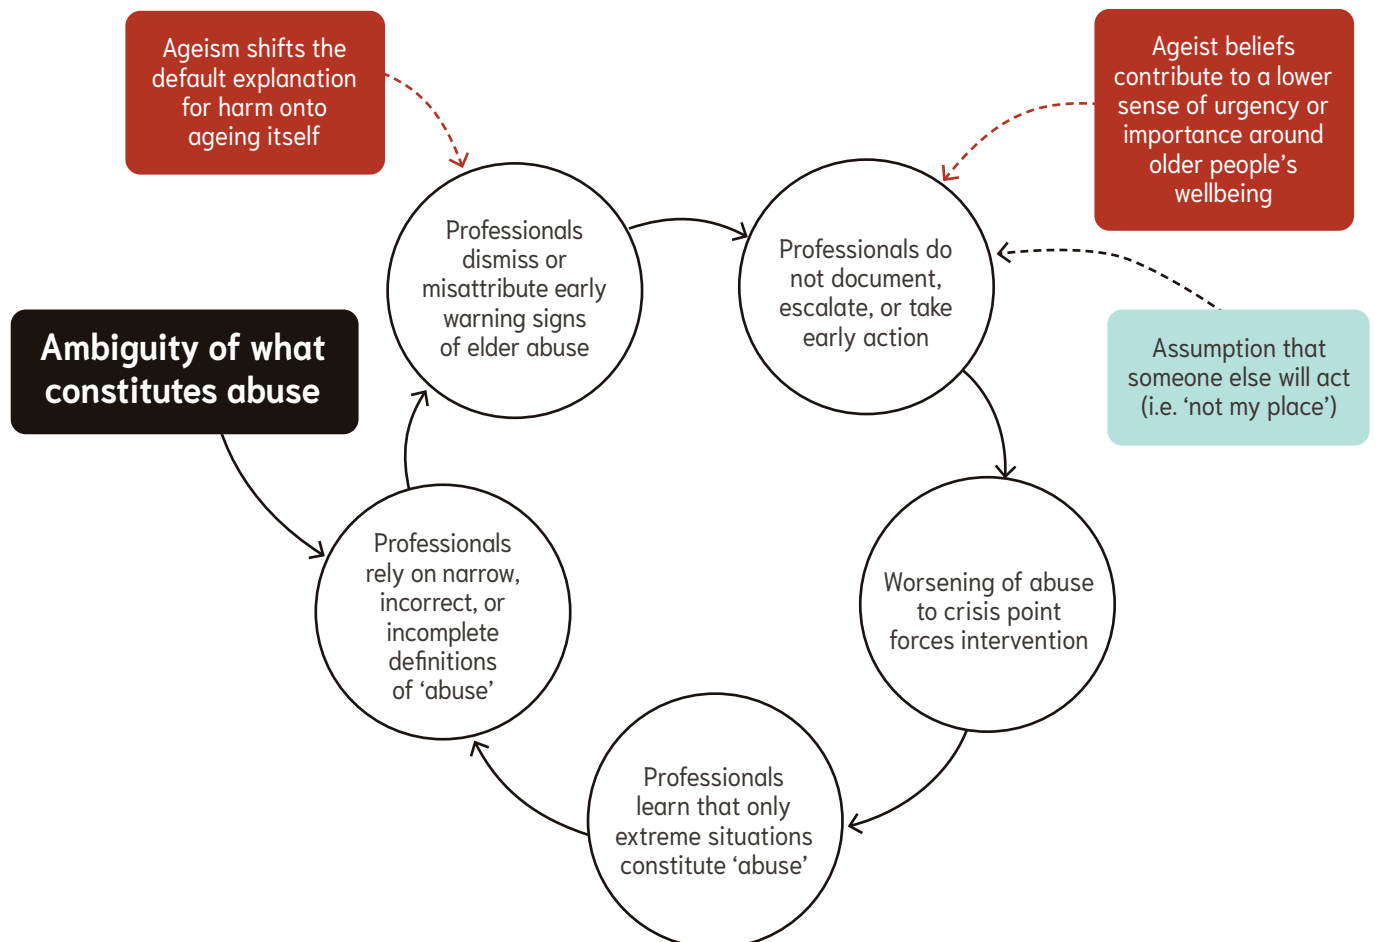 Ageism shifts the
default explanation
for harm onto
ageing itself
Ageist beliefs
contribute to a lower
sense of urgency or
importance around
older people’s
wellbeing
Professionals
dismiss or
misattribute early
warning signs
of elder abuse
Professionals do
not document,
escalate, or take
early action
Ambiguity of what
constitutes abuse
Assumption that
someone else will act
(i.e. ‘not my place’)
Professionals
rely on narrow,
incorrect, or
incomplete
definitions
of ‘abuse’
Worsening of abuse
to crisis point
forces intervention
Professionals
learn that only
extreme situations
constitute ‘abuse’